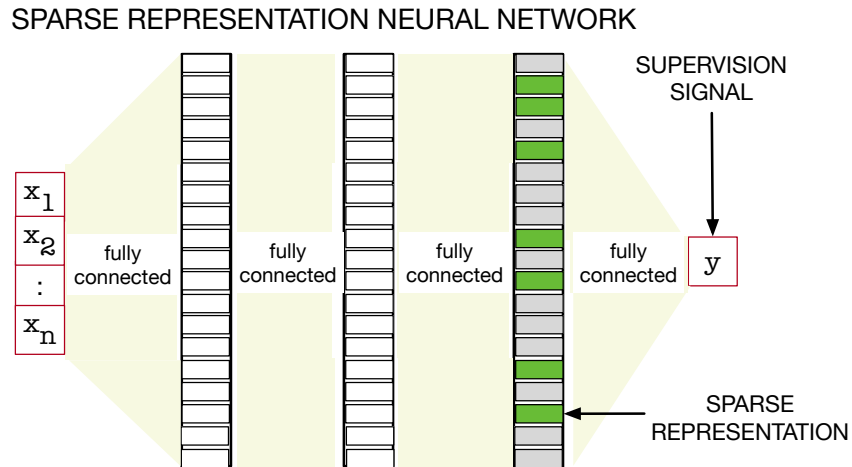 SPARSE REPRESENTATION NEURAL NETWORK
SUPERVISION
SIGNAL
x1
x2
:
xn
fully
connected
fully
connected
fully
connected
fully
connected
y
SPARSE
REPRESENTATION